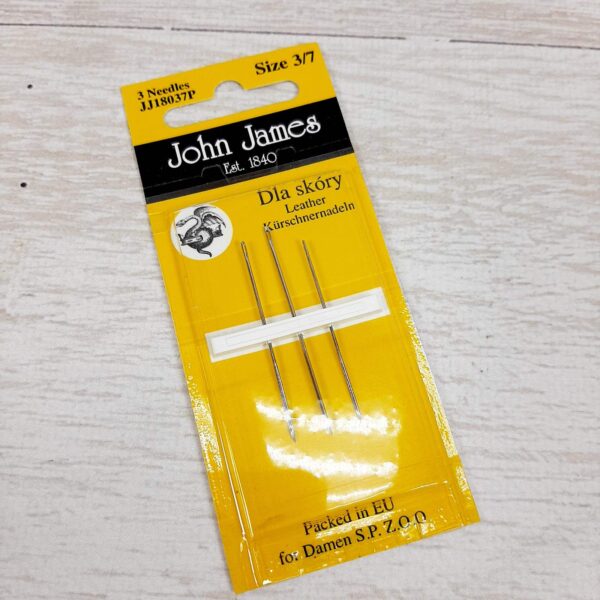 3 Needles
JJ18037P
Size 3/7
John James
Est. 1840
Dla skóry
Leather
Kürschnernadeln
Packed in EU
for Damen S.P. Z.O.O